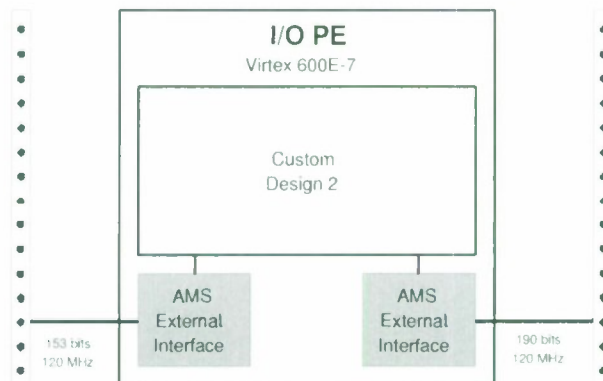 I/O PE
Virtex 600E-7
Custom
Design 2
AMS
External
Interface
AMS
External
Interface
153 bits
120 MHz
190 bits
120 MHz